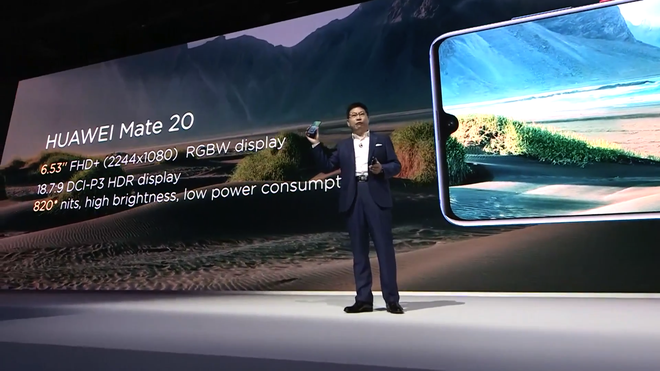 HUAWEI Mate 20
6.53" FHD+ (2244x1080) RGBW display
18.7:9 DCI-P3 HDR display
820* nits, high brightness, low power consumpt